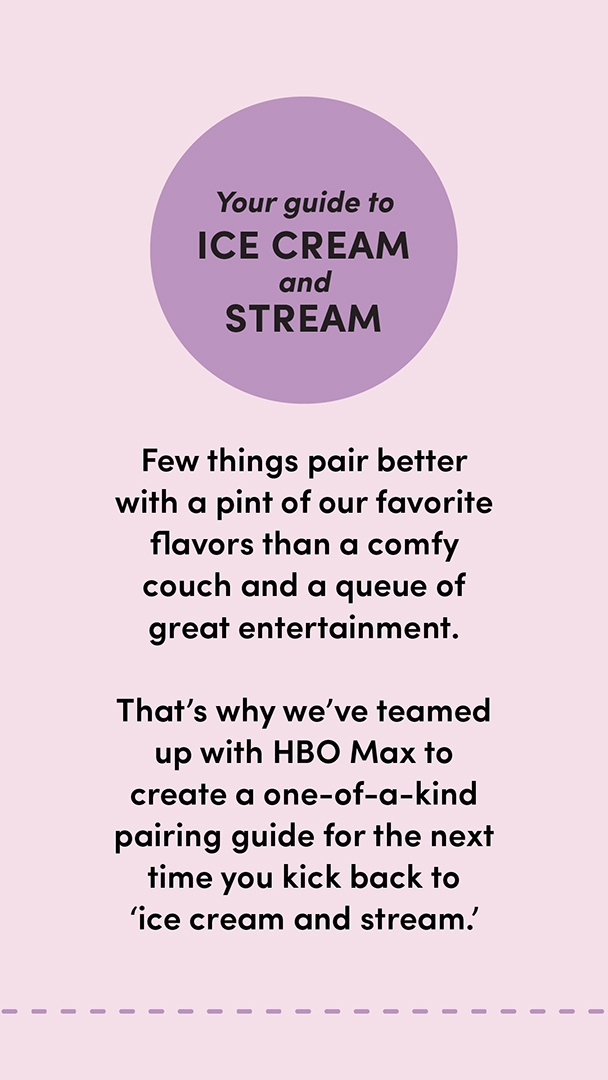 Your guide to
ICE CREAM
and
STREAM
Few things pair better
with a pint of our favorite
flavors than a comfy
couch and a queue of
great entertainment.
That’s why we’ve teamed
up with HBO Max to
create a one-of-a-kind
pairing guide for the next
time you kick back to
‘ice cream and stream.’